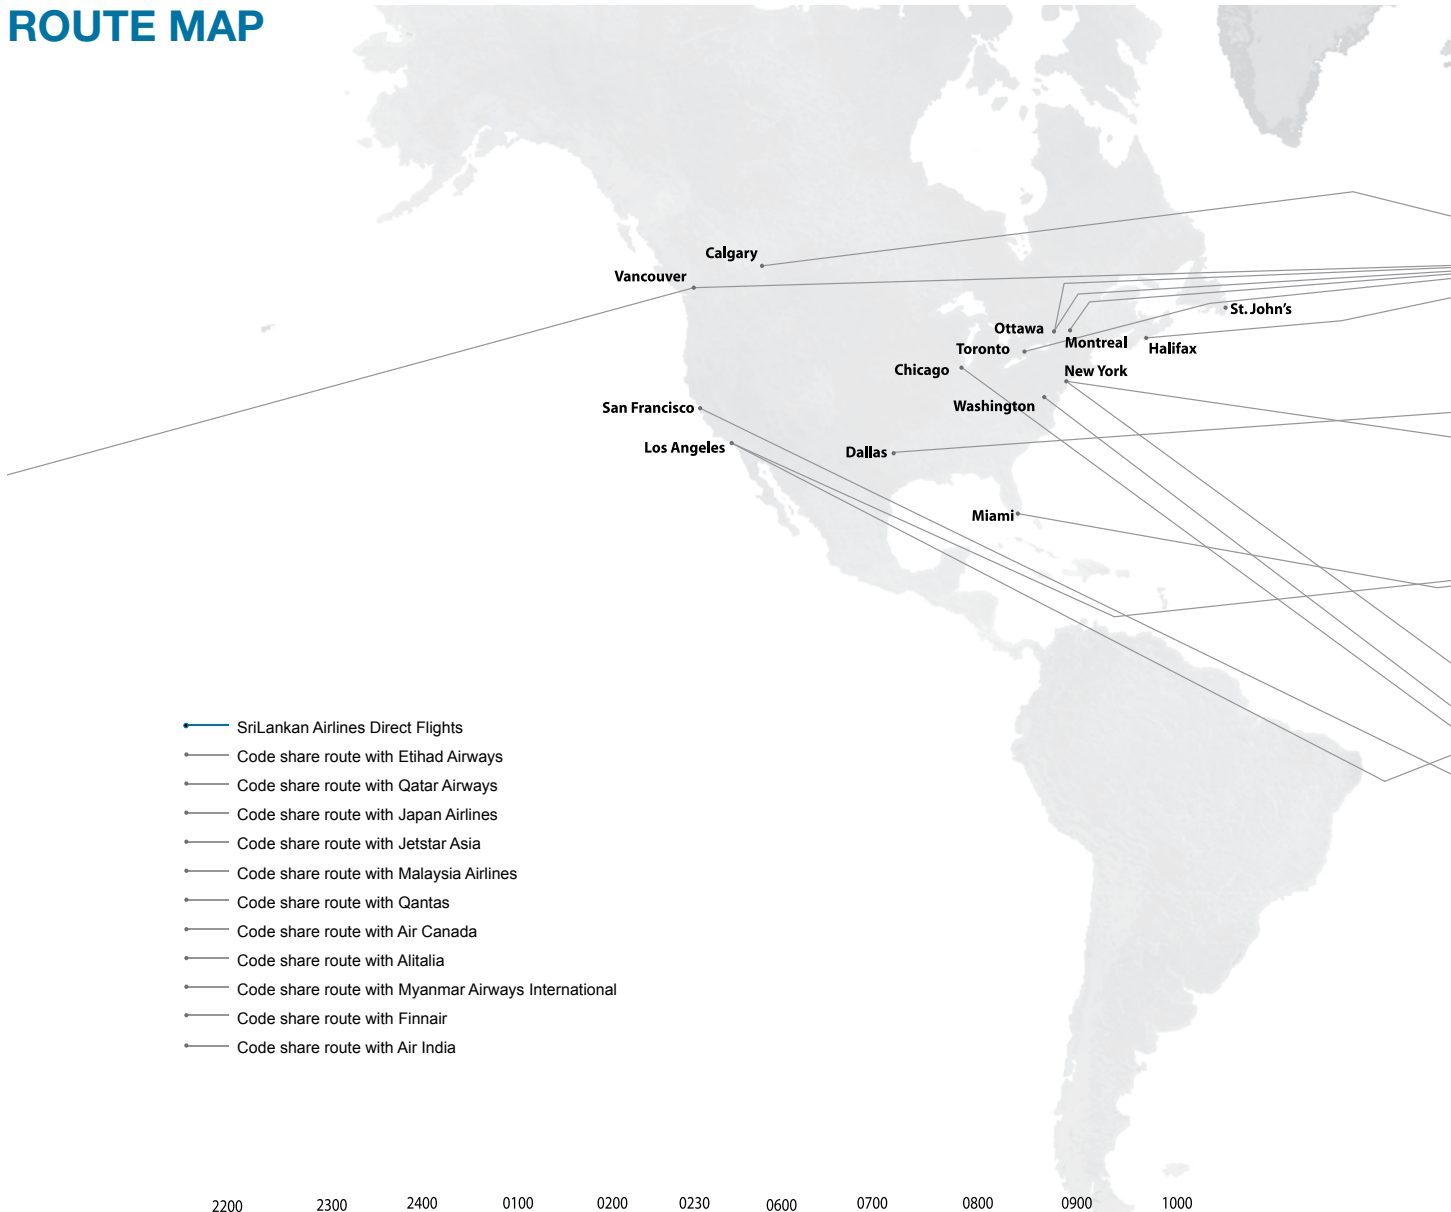 ROUTE MAP
Calgary
Vancouver
St. John's
Ottawa
Montreal
Toronto
Halifax
Chicago
New York
San Francisco
Washington
Los Angeles
Dallas
Miami
SriLankan Airlines Direct Flights
Code share route with Etihad Airways
Code share route with Qatar Airways
Code share route with Japan Airlines
Code share route with Jetstar Asia
Code share route with Malaysia Airlines
Code share route with Qantas
Code share route with Air Canada
Code share route with Alitalia
Code share route with Myanmar Airways International
Code share route with Finnair
Code share route with Air India
2200 2300 2400 0100 0200 0230 0600 0700 0800 0900 1000